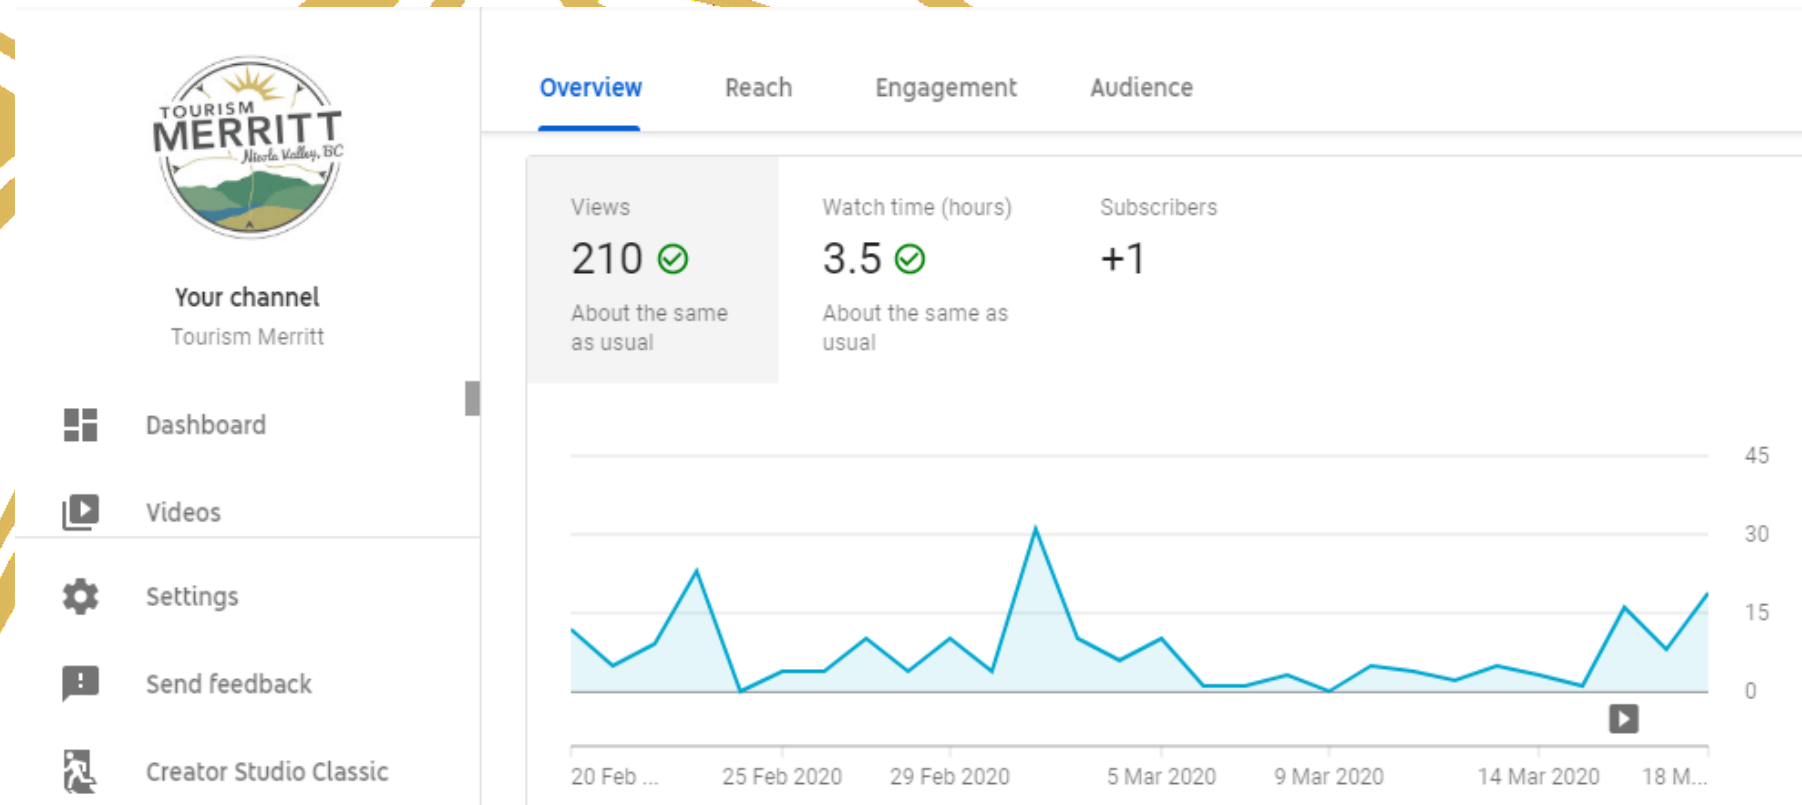 TOURISM
MERRITT
Nicola Valley, BC
Your channel
Tourism Merritt
Dashboard
Videos
Settings
Send feedback
Creator Studio Classic
Overview Reach Engagement Audience
Views Watch time (hours) Subscribers
210 3.5 +1
About the same About the same as
as usual usual
45
30
15
0
20 Feb ... 25 Feb 2020 29 Feb 2020 5 Mar 2020 9 Mar 2020 14 Mar 2020 18 M...